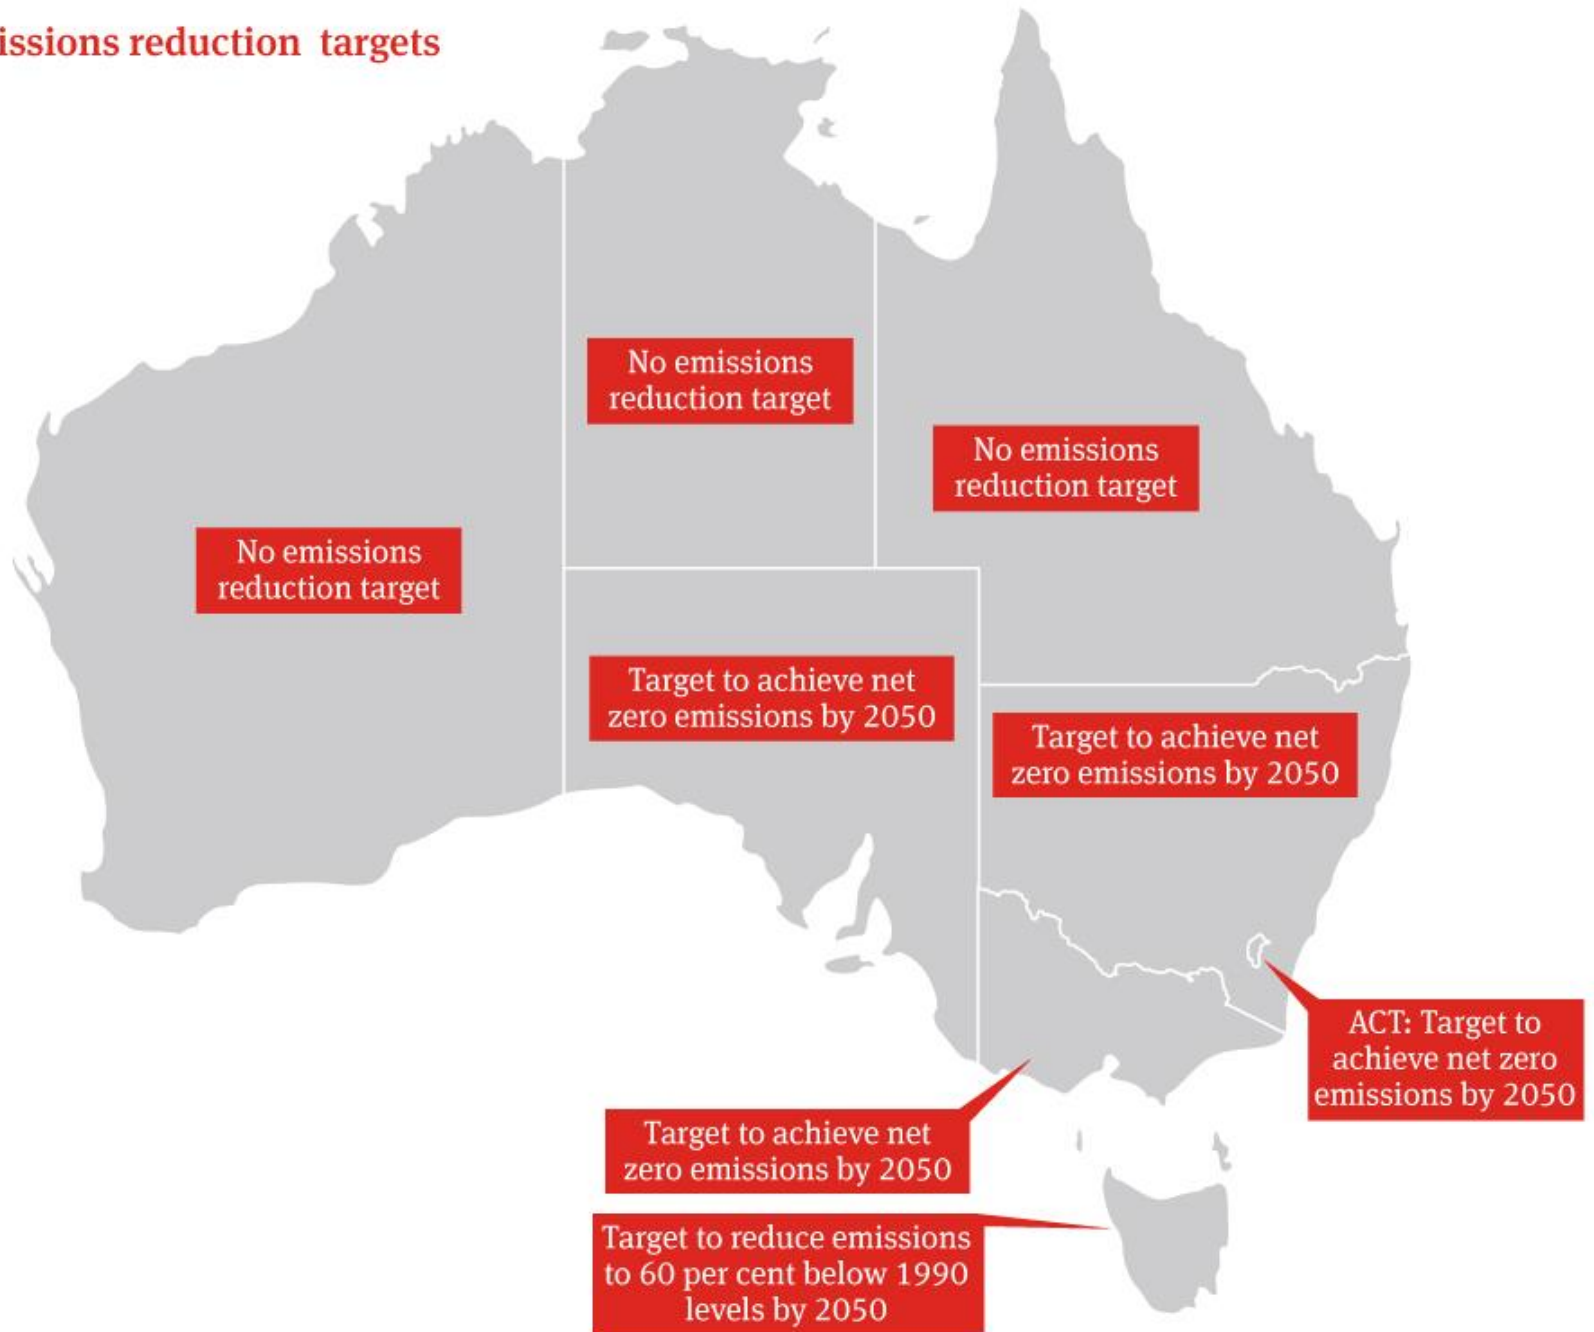 issions reduction targets
No emissions
reduction target
No emissions
reduction target
No emissions
reduction target
Target to achieve net
zero emissions by 2050
Target to achieve net
zero emissions by 2050
ACT: Target to
achieve net zero
emissions by 2050
Target to achieve net
zero emissions by 2050
Target to reduce emissions
to 60 per cent below 1990
levels by 2050